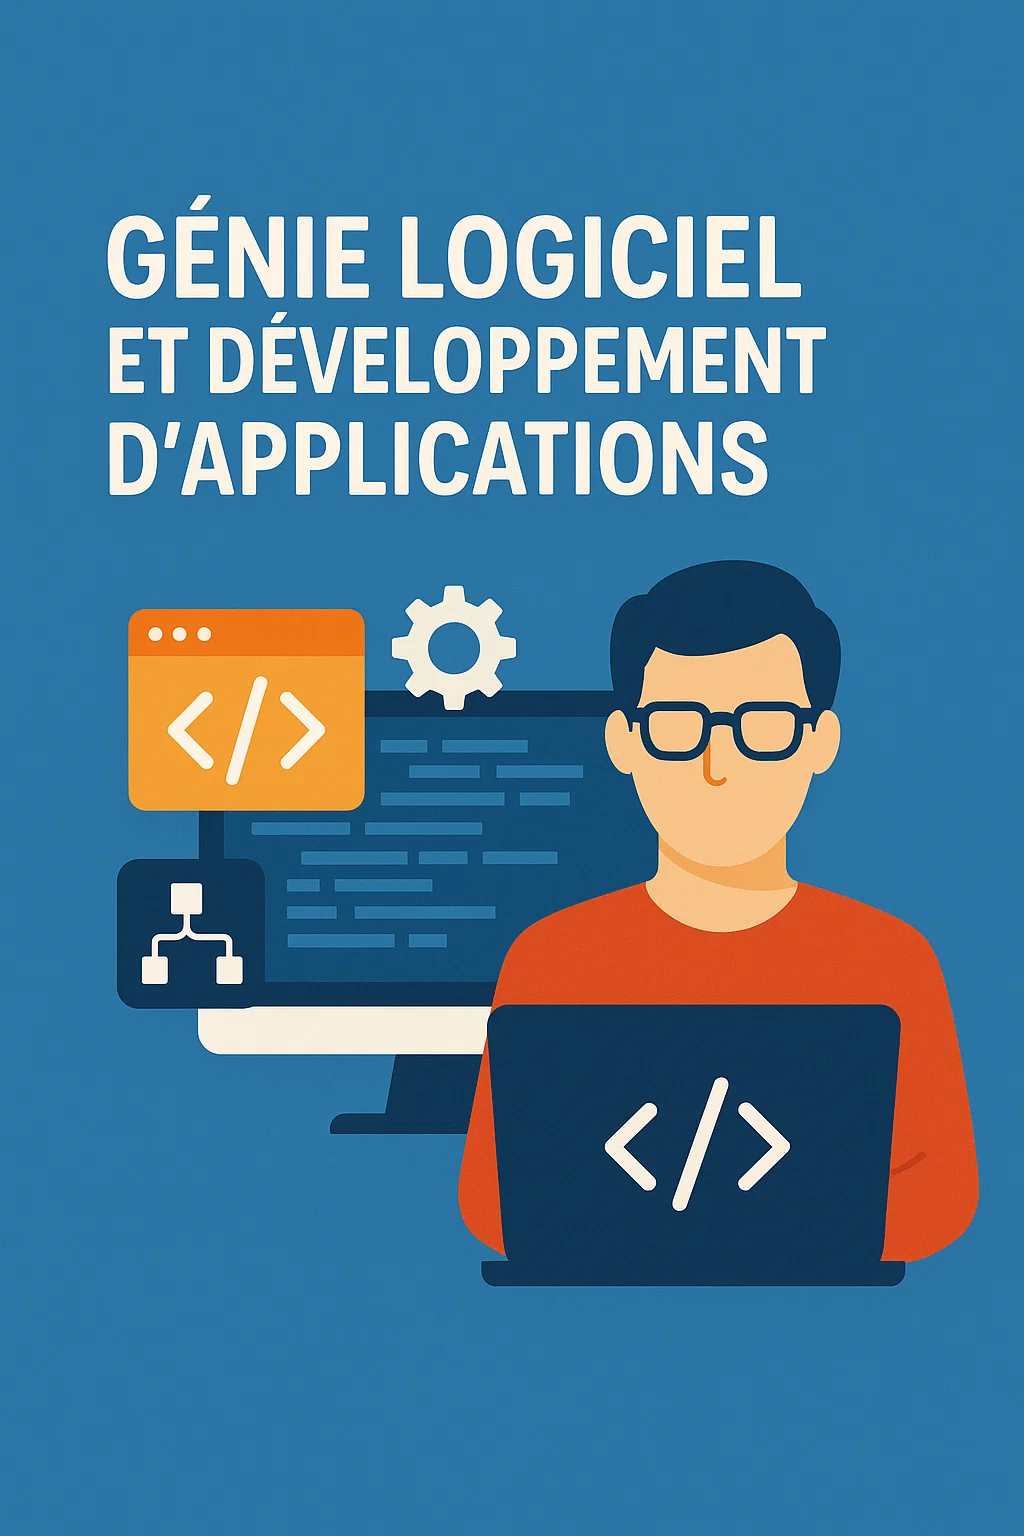 GÉNIE LOGICIEL
ET DÉVELOPPEMENT
D’APPLICATIONS
</>
</>